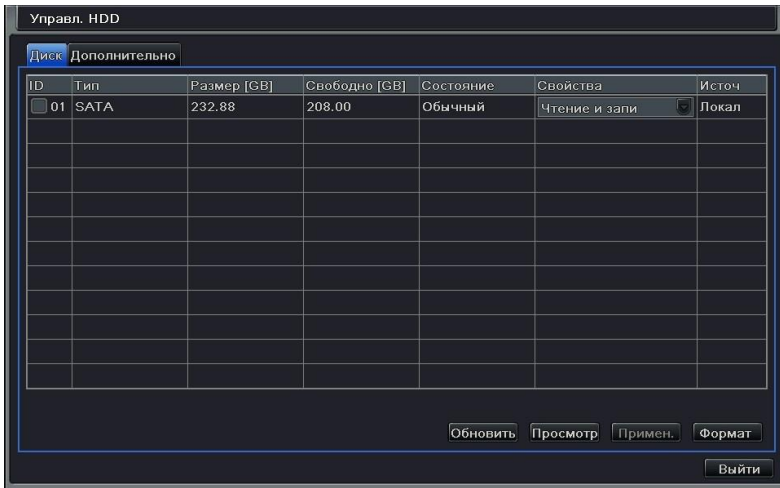 Управл. HDD
Диск Дополнительно
ID Тип Размер [GB] Свободно [GB] Состояние Свойства Источ
01 SATA 232.88 208.00 Обычный Чтение и запи Локал
Обновить Просмотр Примен. Формат
Выйти